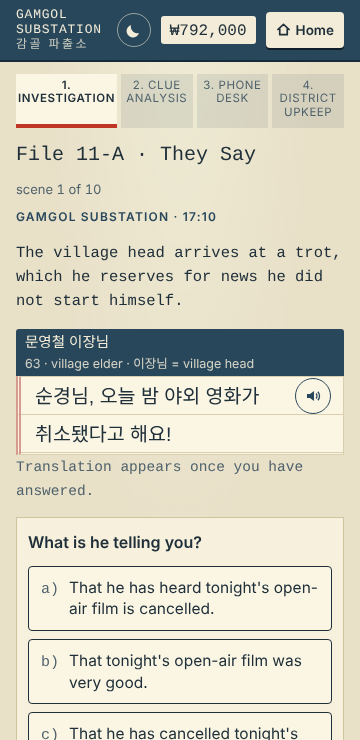 GAMGOL
SUBSTATION
감골 파출소
₩792,000
Home
1.
INVESTIGATION
2. CLUE
ANALYSIS
3. PHONE
DESK
4.
DISTRICT
UPKEEP
File 11-A · They Say
scene 1 of 10
GAMGOL SUBSTATION · 17:10
The village head arrives at a trot,
which he reserves for news he did
not start himself.
문영철 이장님
63 · village elder · 이장님 = village head
순경님, 오늘 밤 야외 영화가
취소됐다고 해요!
Translation appears once you have
answered.
What is he telling you?
a) That he has heard tonight's open-
air film is cancelled.
b) That tonight's open-air film was
very good.
c) That he has cancelled tonight's